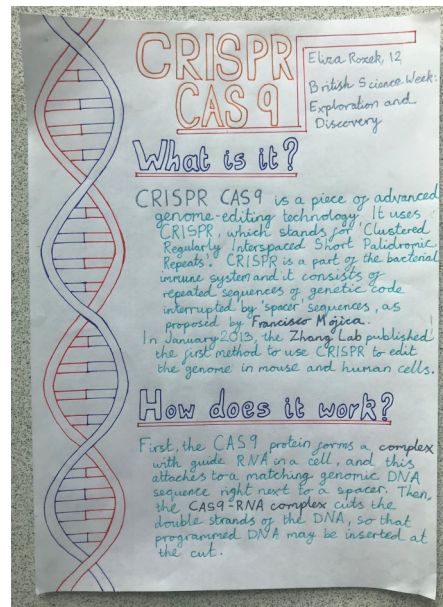 CRISPR
CAS 9
Eliza Rozek, 12
British Science Week:
Exploration and
Discovery
What is it?
CRISPR CAS9 is a piece of advanced
genome-editing technology. It uses
CRISPR, which stands for 'Clustered
Regularly Interspaced Short Palidromic
Repeats'. CRISPR is a part of the bacterial
immune system and it consists of
repeated sequences of genetic code
interrupted by 'spacer' sequences, as
proposed by Francisco Mojica.
In January 2013, the Zhang Lab published
the first method to use CRISPR to edit
the genome in mouse and human cells.
How does it work?
First, the CAS9 protein forms a complex
with guide RNA in a cell, and this
attaches to a matching genomic DNA
sequence right next to a spacer. Then,
the CAS9-RNA complex cuts the
double strands of the DNA, so that
programmed DNA may be inserted at
the cut.